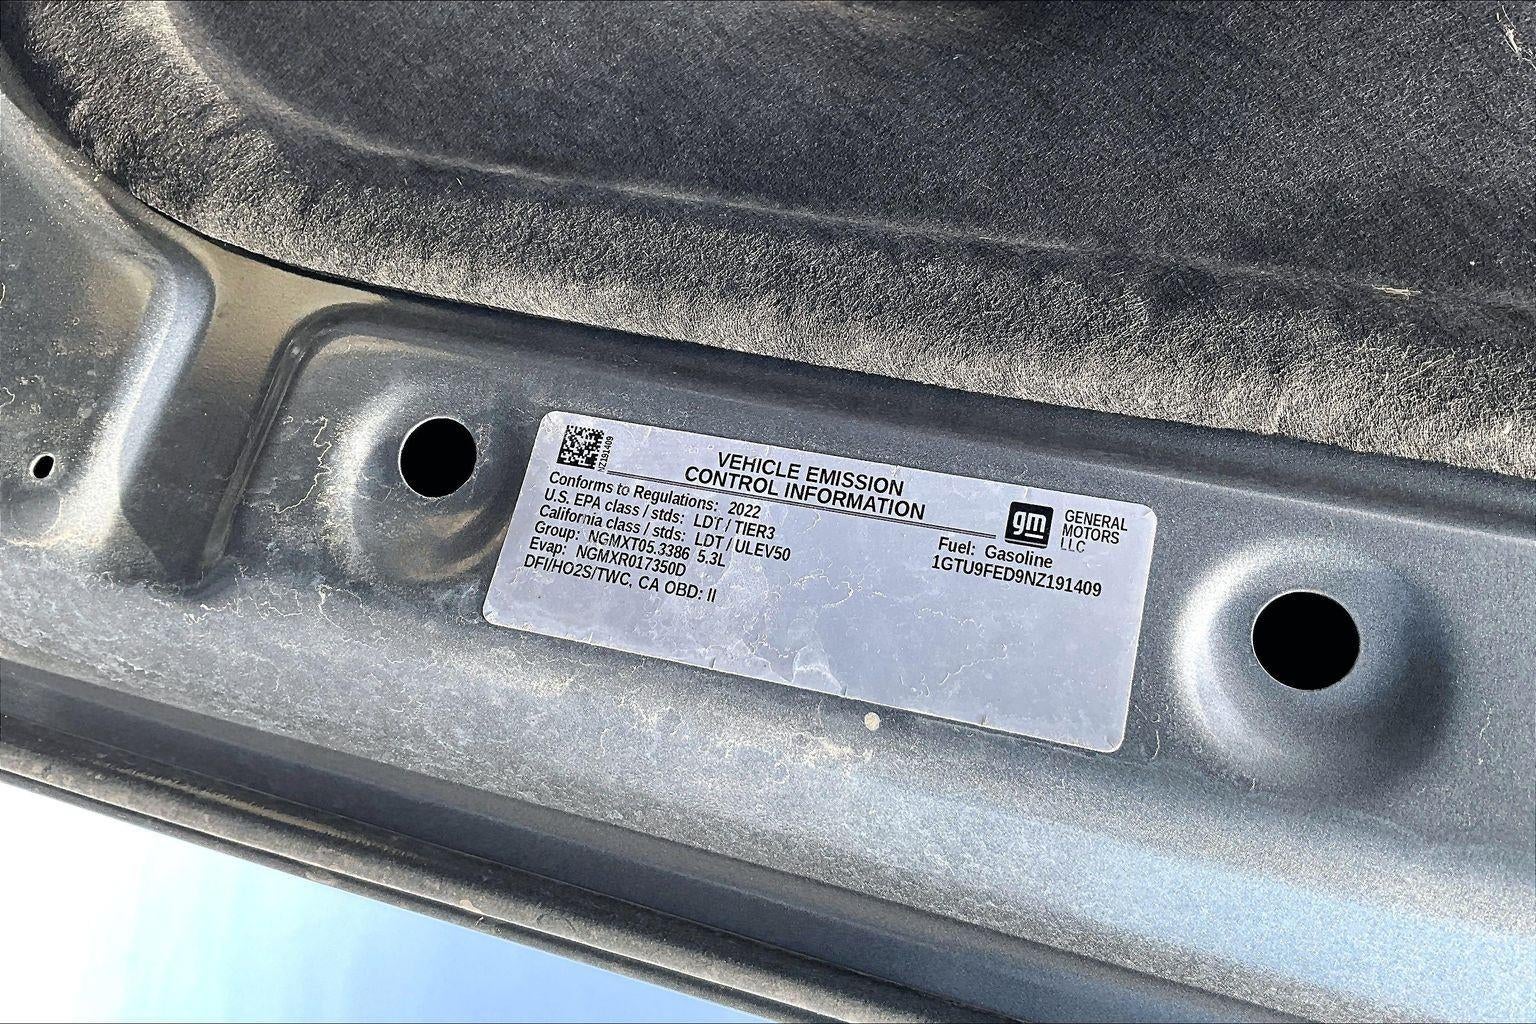 NZ191409
VEHICLE EMISSION
CONTROL INFORMATION
Conforms to Regulations: 2022
U.S. EPA class / stds: LDT / TIER3
California class / stds: LDT / ULEV50
Group: NGMXT05.3386 5.3L
Evap: NGMXR017350D
DFI/HO2S/TWC, CA OBD: II
gm
GENERAL
MOTORS
LLC
Fuel: Gasoline
1GTU9FED9NZ191409